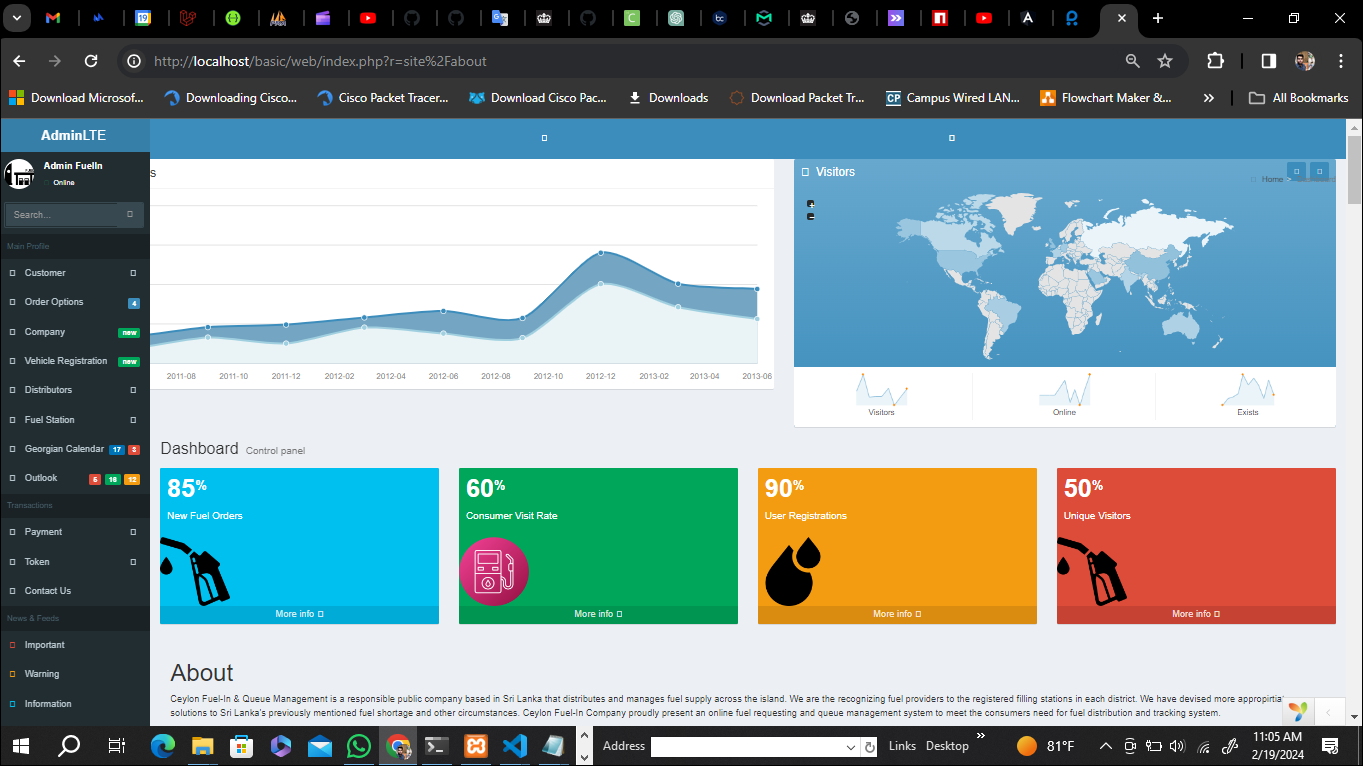 19
C
bc
A
http://localhost/basic/web/index.php?r=site%2Fabout
Download Microsof...
Downloading Cisco...
Cisco Packet Tracer...
Download Cisco Pac...
Downloads
Download Packet Tr...
CP
Campus Wired LAN...
Flowchart Maker &...
»
All Bookmarks
AdminLTE
Admin FuelIn
Online
Search...
Main Profile
Customer
Order Options 4
Company new
Vehicle Registration new
Distributors
Fuel Station
Georgian Calendar 17 3
Outlook 5 16 12
Transactions
Payment
Token
Contact Us
News & Feeds
Important
Warning
Information
s
2011-08 2011-10 2011-12 2012-02 2012-04 2012-06 2012-08 2012-10 2012-12 2013-02 2013-04 2013-06
Visitors
Home >
+
−
Visitors
Online
Exists
Dashboard Control panel
85%
New Fuel Orders
More info
60%
Consumer Visit Rate
More info
90%
User Registrations
More info
50%
Unique Visitors
More info
About
Ceylon Fuel-In & Queue Management is a responsible public company based in Sri Lanka that distributes and manages fuel supply across the island. We are the recognizing fuel providers to the registered filling stations in each district. We have devised more appropirtia
solutions to Sri Lanka's previously mentioned fuel shortage and other circumstances. Ceylon Fuel-In Company proudly present an online fuel requesting and queue management system to meet the consumers need for fuel distribution and tracking system.
Address
Links
Desktop
»
81°F
11:05 AM
2/19/2024